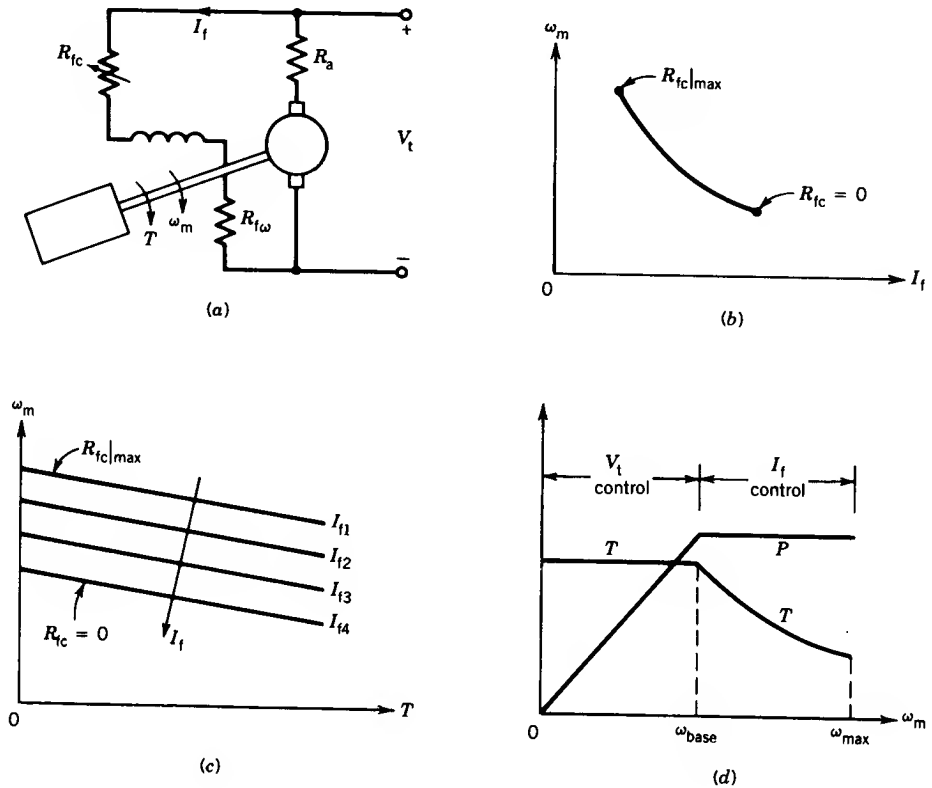 I_f
+
R_fc
R_a
V_t
T
ω_m
R_fω
−
(a)
ω_m
R_fc|max
R_fc = 0
0
I_f
(b)
ω_m
R_fc|max
I_f1
I_f2
I_f3
I_f4
R_fc = 0
I_f
0
T
(c)
V_t
control
I_f
control
T
P
T
0
ω_base
ω_max
ω_m
(d)